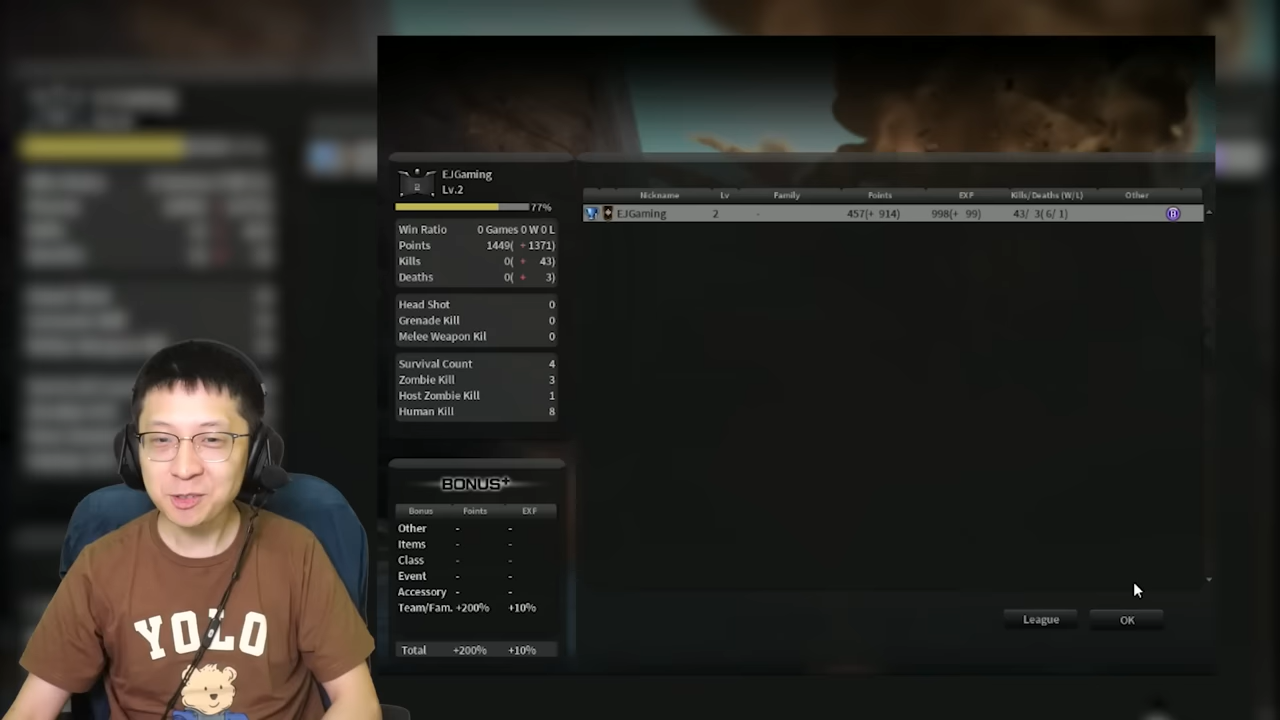 EJGaming
Lv.2
2
77%
Win Ratio 0 Games 0 W 0 L
Points 1449( + 1371)
Kills 0( + 43)
Deaths 0( + 3)
Head Shot 0
Grenade Kill 0
Melee Weapon Kil 0
Survival Count 4
Zombie Kill 3
Host Zombie Kill 1
Human Kill 8
BONUS+
Bonus Points EXP
Other - -
Items - -
Class - -
Event - -
Accessory - -
Team/Fam. +200% +10%
Total +200% +10%
Nickname Lv Family Points EXP Kills/Deaths (W/L) Other
EJGaming 2 - 457(+ 914) 998(+ 99) 43/ 3( 6/ 1)
League OK
YOLO